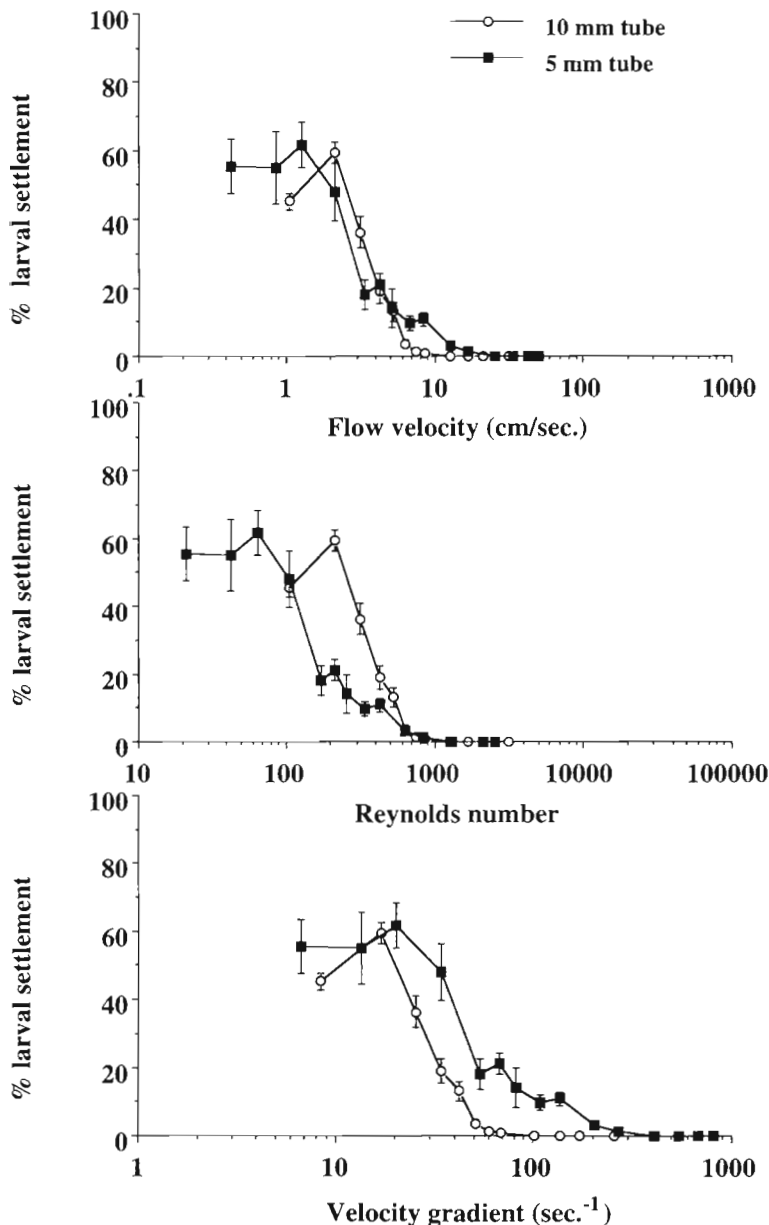 10 mm tube
5 mm tube
% larval settlement
100
80
60
40
20
0
.1 1 10 100 1000
Flow velocity (cm/sec.)
% larval settlement
100
80
60
40
20
0
10 100 1000 10000 100000
Reynolds number
% larval settlement
100
80
60
40
20
0
1 10 100 1000
Velocity gradient (sec.⁻¹)